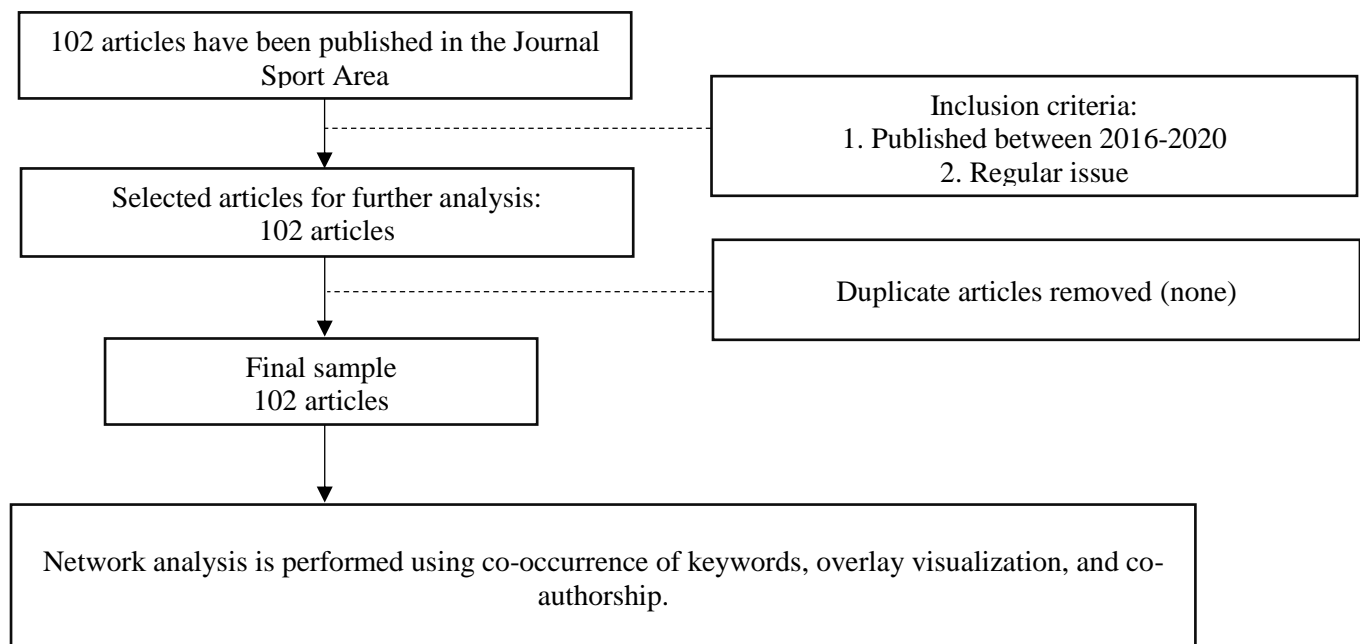 102 articles have been published in the Journal
Sport Area
Inclusion criteria:
1. Published between 2016-2020
2. Regular issue
Selected articles for further analysis:
102 articles
Duplicate articles removed (none)
Final sample
102 articles
Network analysis is performed using co-occurrence of keywords, overlay visualization, and co-
authorship.